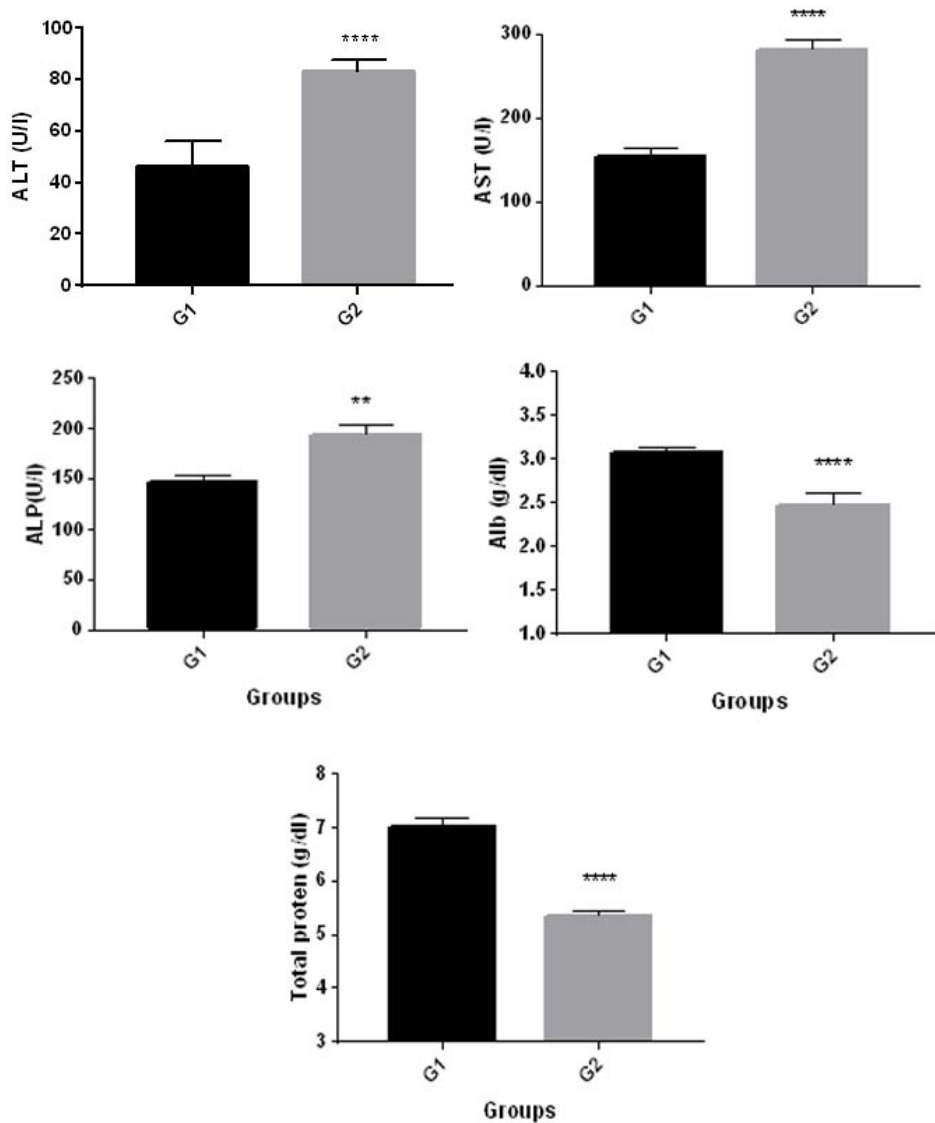 ALT (U/l)
100
80
60
40
20
0
****
G1
G2
AST (U/l)
300
200
100
0
****
G1
G2
ALP(U/l)
250
200
150
100
50
0
**
G1
G2
Groups
Alb (g/dl)
4.0
3.5
3.0
2.5
2.0
1.5
1.0
****
G1
G2
Groups
Total proten (g/dl)
8
7
6
5
4
3
****
G1
G2
Groups